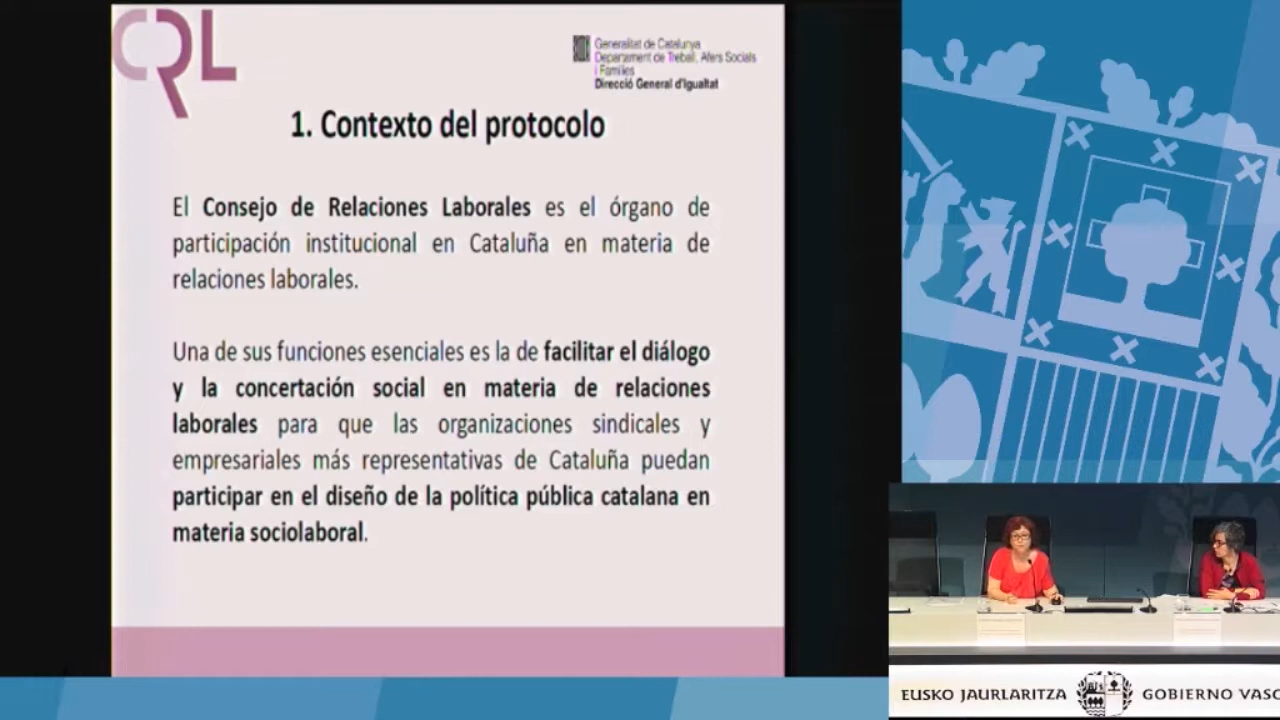 CRL
Generalitat de Catalunya
Departament de Treball, Afers Socials
i Famílies
Direcció General d'Igualtat
1. Contexto del protocolo
El Consejo de Relaciones Laborales es el órgano de
participación institucional en Cataluña en materia de
relaciones laborales.
Una de sus funciones esenciales es la de facilitar el diálogo
y la concertación social en materia de relaciones
laborales para que las organizaciones sindicales y
empresariales más representativas de Cataluña puedan
participar en el diseño de la política pública catalana en
materia sociolaboral.
EUSKO JAURLARITZA
GOBIERNO VASC